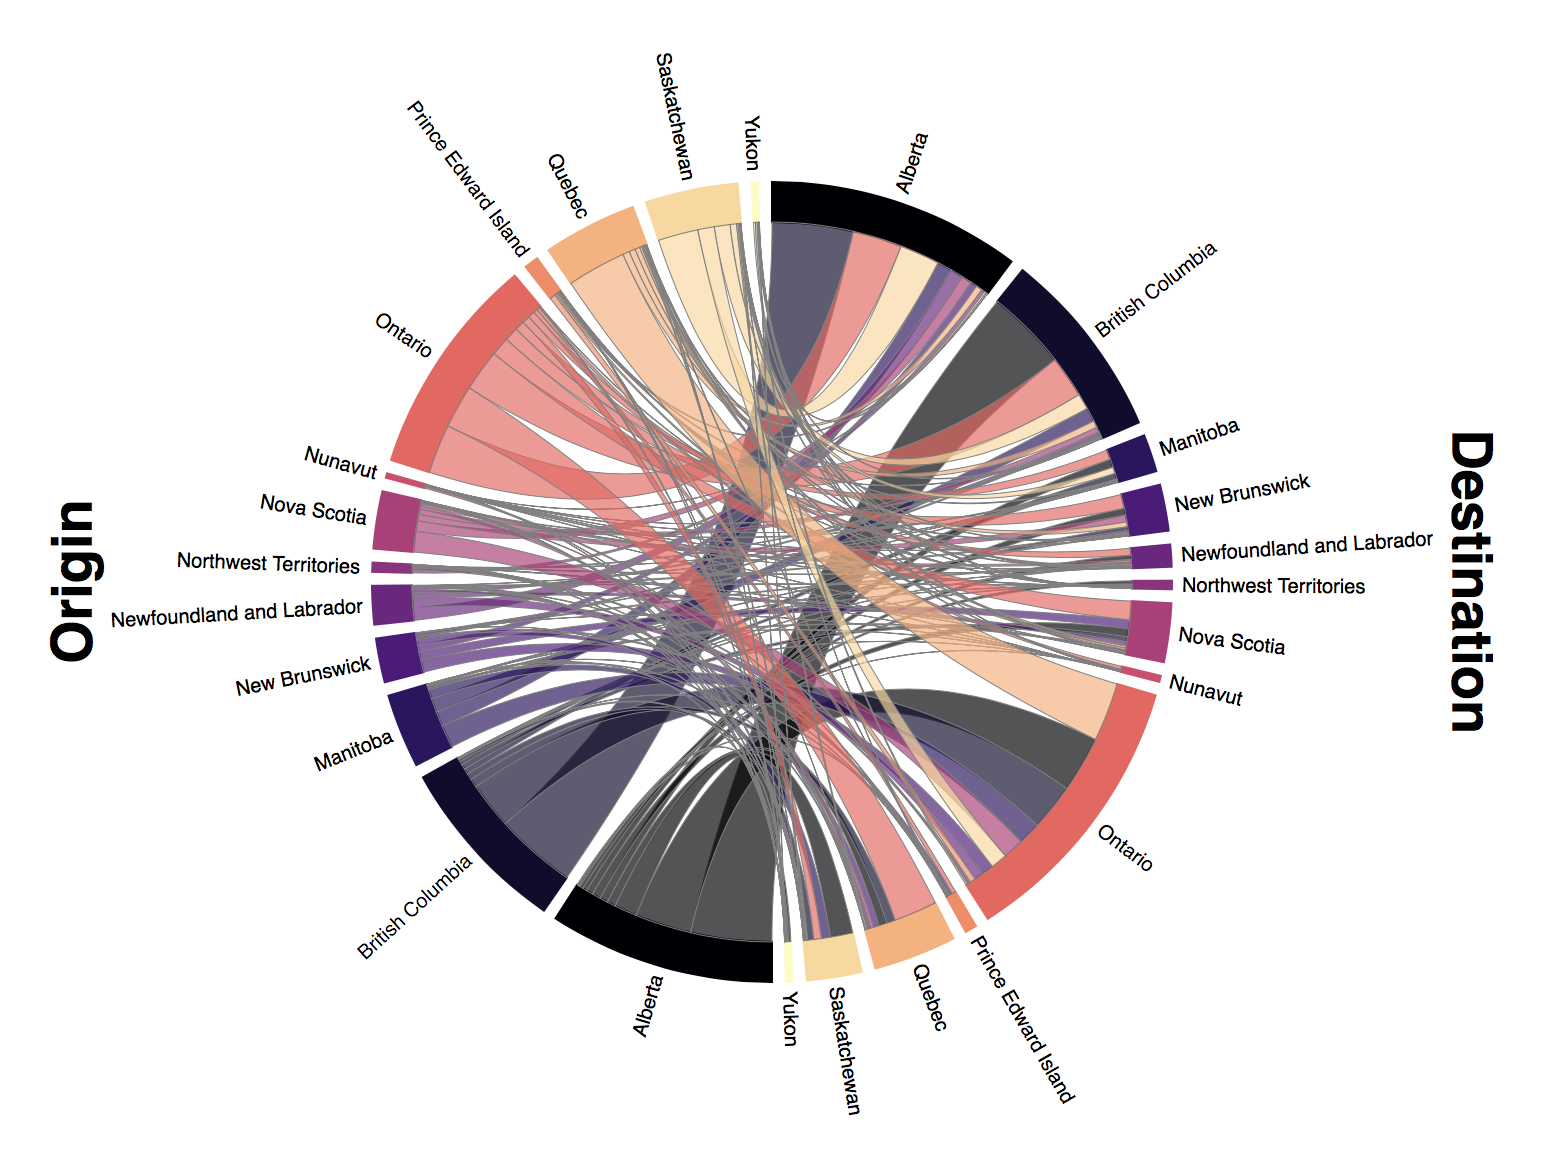 Origin
Destination
Yukon
Saskatchewan
Quebec
Prince Edward Island
Ontario
Nunavut
Nova Scotia
Northwest Territories
Newfoundland and Labrador
New Brunswick
Manitoba
British Columbia
Alberta
Alberta
British Columbia
Manitoba
New Brunswick
Newfoundland and Labrador
Northwest Territories
Nova Scotia
Nunavut
Ontario
Prince Edward Island
Quebec
Saskatchewan
Yukon